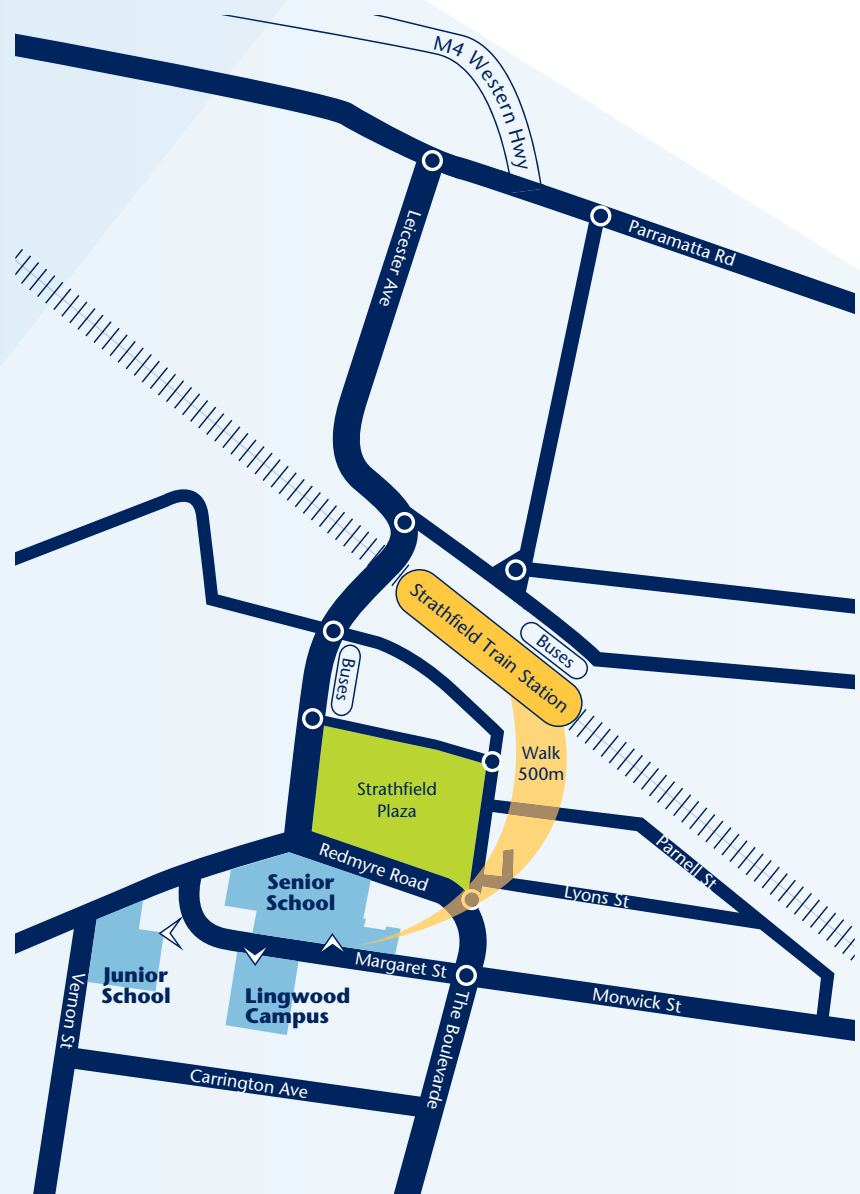 M4 Western Hwy
Parramatta Rd
Leicester Ave
Strathfield Train Station
Buses
Buses
Walk
500m
Strathfield
Plaza
Redmyre Road
Parnell St
Lyons St
Senior
School
Margaret St
Morwick St
Junior
School
Lingwood
Campus
Vernon St
The Boulevarde
Carrington Ave